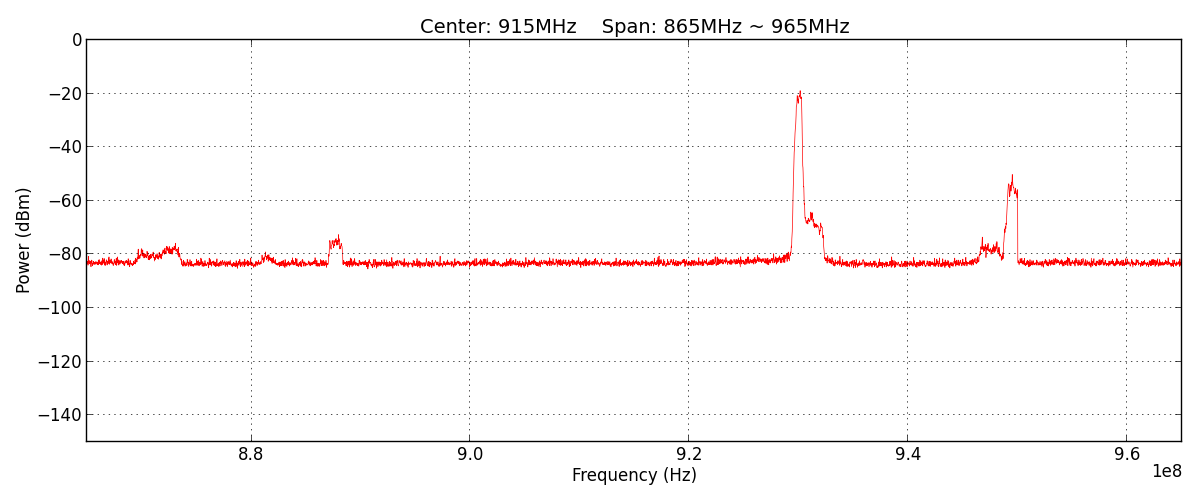 Center: 915MHz    Span: 865MHz ~ 965MHz
0
−20
−40
−60
−80
−100
−120
−140
Power (dBm)
8.8 9.0 9.2 9.4 9.6
1e8
Frequency (Hz)